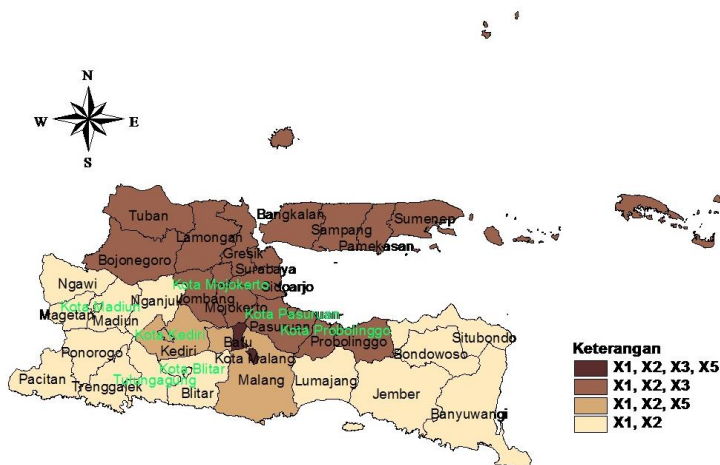 N
W E
S
Tuban
Bangkalan
Sampang
Sumenep
Pamekasan
Lamongan
Gresik
Bojonegoro
Surabaya
Sidoarjo
Ngawi
Nganjuk
Kota Mojokerto
Jombang
Mojokerto
Magetan
Kota Madiun
Madiun
Kota Pasuruan
Pasuruan
Kota Probolinggo
Probolinggo
Kota Kediri
Kediri
Batu
Kota Malang
Malang
Ponorogo
Pacitan
Trenggalek
Tulungagung
Kota Blitar
Blitar
Lumajang
Jember
Bondowoso
Situbondo
Banyuwangi
Keterangan
X1, X2, X3, X5
X1, X2, X3
X1, X2, X5
X1, X2